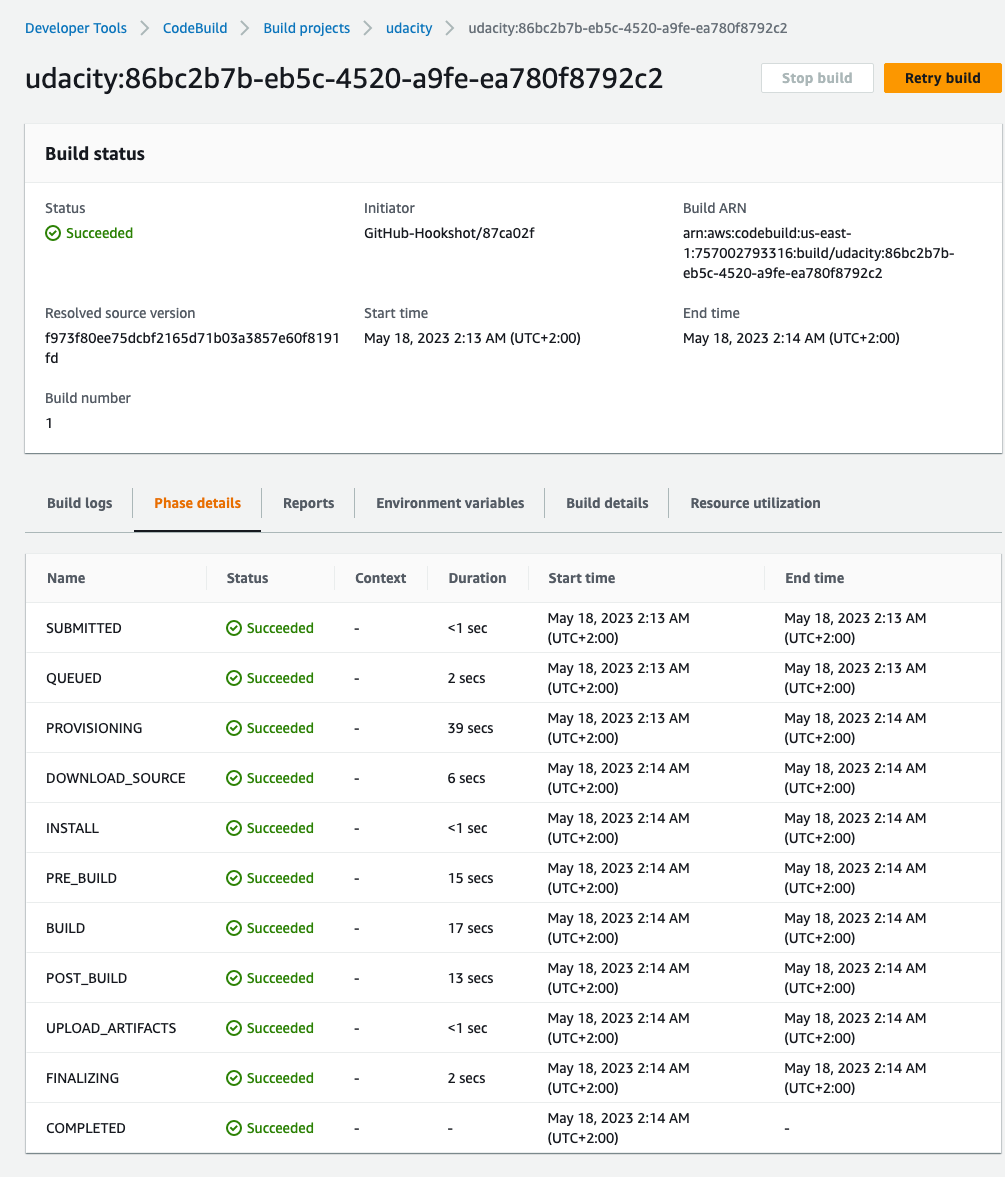 Developer Tools > CodeBuild > Build projects > udacity > udacity:86bc2b7b-eb5c-4520-a9fe-ea780f8792c2
udacity:86bc2b7b-eb5c-4520-a9fe-ea780f8792c2 Stop build Retry build
Build status
Status Initiator Build ARN
Succeeded GitHub-Hookshot/87ca02f arn:aws:codebuild:us-east-
1:757002793316:build/udacity:86bc2b7b-
eb5c-4520-a9fe-ea780f8792c2
Resolved source version Start time End time
f973f80ee75dcbf2165d71b03a3857e60f8191 May 18, 2023 2:13 AM (UTC+2:00) May 18, 2023 2:14 AM (UTC+2:00)
fd
Build number
1
Build logs Phase details Reports Environment variables Build details Resource utilization
Name Status Context Duration Start time End time
SUBMITTED Succeeded - <1 sec May 18, 2023 2:13 AM May 18, 2023 2:13 AM
(UTC+2:00) (UTC+2:00)
QUEUED Succeeded - 2 secs May 18, 2023 2:13 AM May 18, 2023 2:13 AM
(UTC+2:00) (UTC+2:00)
PROVISIONING Succeeded - 39 secs May 18, 2023 2:13 AM May 18, 2023 2:14 AM
(UTC+2:00) (UTC+2:00)
DOWNLOAD_SOURCE Succeeded - 6 secs May 18, 2023 2:14 AM May 18, 2023 2:14 AM
(UTC+2:00) (UTC+2:00)
INSTALL Succeeded - <1 sec May 18, 2023 2:14 AM May 18, 2023 2:14 AM
(UTC+2:00) (UTC+2:00)
PRE_BUILD Succeeded - 15 secs May 18, 2023 2:14 AM May 18, 2023 2:14 AM
(UTC+2:00) (UTC+2:00)
BUILD Succeeded - 17 secs May 18, 2023 2:14 AM May 18, 2023 2:14 AM
(UTC+2:00) (UTC+2:00)
POST_BUILD Succeeded - 13 secs May 18, 2023 2:14 AM May 18, 2023 2:14 AM
(UTC+2:00) (UTC+2:00)
UPLOAD_ARTIFACTS Succeeded - <1 sec May 18, 2023 2:14 AM May 18, 2023 2:14 AM
(UTC+2:00) (UTC+2:00)
FINALIZING Succeeded - 2 secs May 18, 2023 2:14 AM May 18, 2023 2:14 AM
(UTC+2:00) (UTC+2:00)
COMPLETED Succeeded - - May 18, 2023 2:14 AM -
(UTC+2:00)